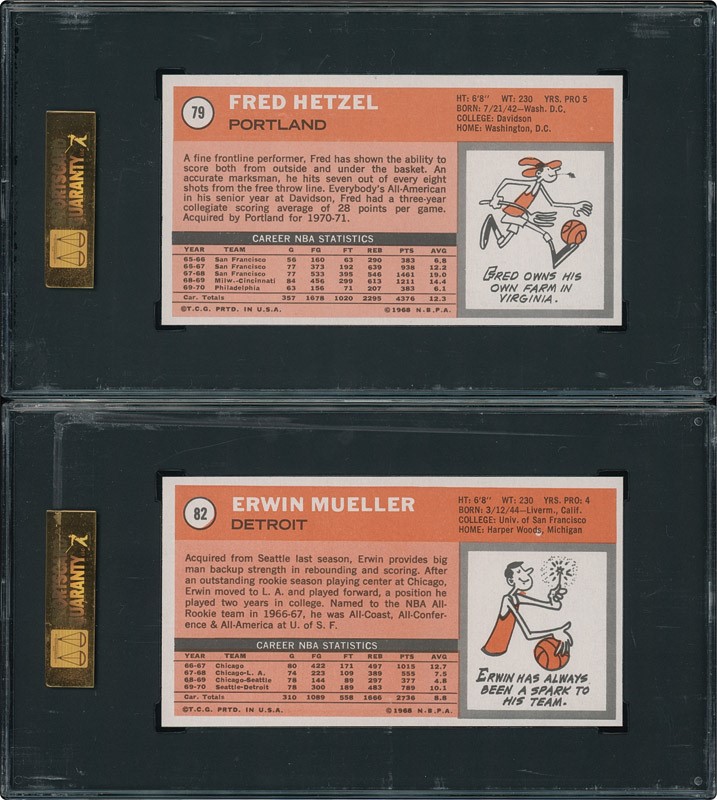 79
FRED HETZEL
PORTLAND
HT: 6'8" WT: 230 YRS. PRO 5
BORN: 7/21/42—Wash. D.C,
COLLEGE: Davidson
HOME: Washington, D.C.
A fine frontline performer, Fred has shown the ability to
score both from outside and under the basket. An
accurate marksman, he hits seven out of every eight
shots from the free throw line. Everybody's All-American
in his senior year at Davidson, Fred had a three-year
collegiate scoring average of 28 points per game.
Acquired by Portland for 1970-71.
CAREER NBA STATISTICS
YEAR TEAM G FG FT REB PTS AVG
65-66 San Francisco 56 160 63 290 383 6.8
66-67 San Francisco 77 373 192 639 938 12.2
67-68 San Francisco 77 533 395 546 1461 19.0
68-69 Milw.-Cincinnati 84 456 299 613 1211 14.4
69-70 Philadelphia 63 156 71 207 383 6.1
Car. Totals 357 1678 1020 2295 4376 12.3
©T.C.G. PRTD. IN U.S.A. ©1968 N.B.P.A.
FRED OWNS HIS
OWN FARM IN
VIRGINIA.
UARANTY
82
ERWIN MUELLER
DETROIT
HT: 6'8" WT: 230 YRS. PRO: 4
BORN: 3/12/44—Liverm., Calif.
COLLEGE: Univ. of San Francisco
HOME: Harper Woods, Michigan
Acquired from Seattle last season, Erwin provides big
man backup strength in rebounding and scoring. After
an outstanding rookie season playing center at Chicago,
Erwin moved to L. A. and played forward, a position he
played two years in college. Named to the NBA All-
Rookie team in 1966-67, he was All-Coast, All-Confer-
ence & All-America at U. of S. F.
CAREER NBA STATISTICS
YEAR TEAM G FG FT REB PTS AVG
66-67 Chicago 80 422 171 497 1015 12.7
67-68 Chicago-L. A. 74 223 109 389 555 7.5
68-69 Chicago-Seattle 78 144 89 297 377 4.8
69-70 Seattle-Detroit 78 300 189 483 789 10.1
Car. Totals 310 1089 558 1666 2736 8.8
©T.C.G. PRTD. IN U.S.A. ©1968 N.B.P.A.
ERWIN HAS ALWAYS
BEEN A SPARK TO
HIS TEAM.
UARANTY